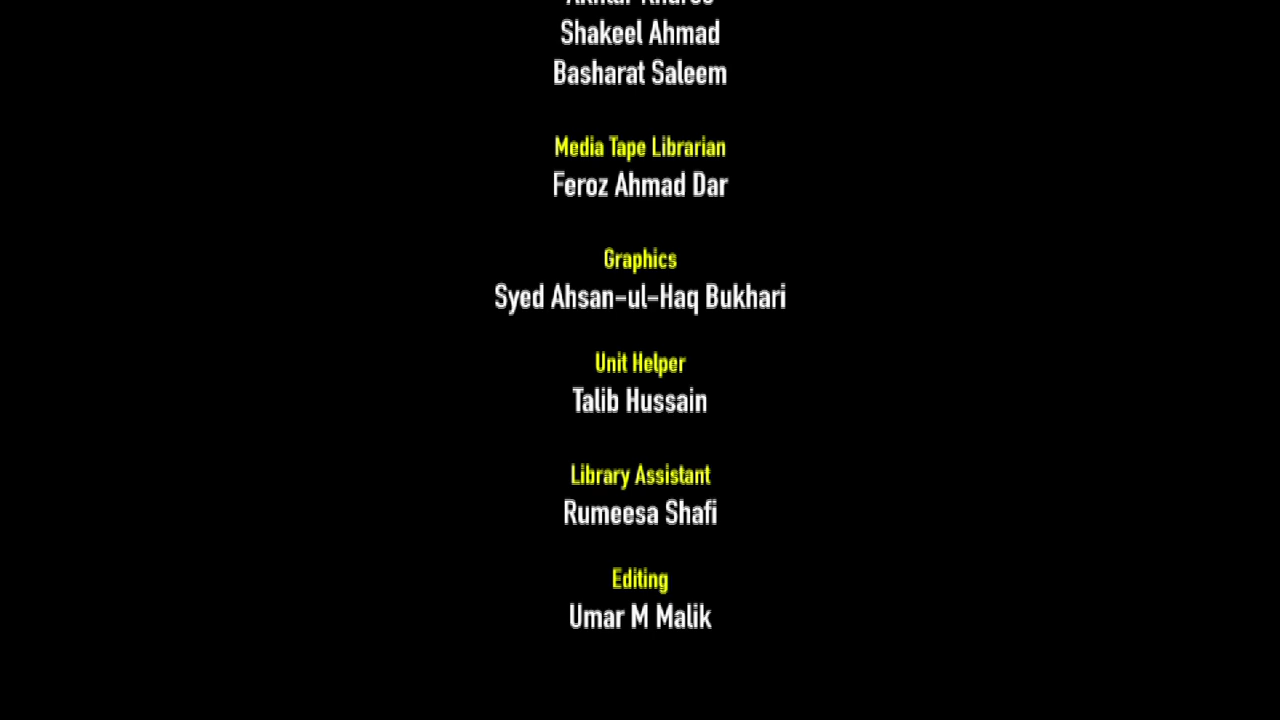 Shakeel Ahmad
Basharat Saleem
Media Tape Librarian
Feroz Ahmad Dar
Graphics
Syed Ahsan-ul-Haq Bukhari
Unit Helper
Talib Hussain
Library Assistant
Rumeesa Shafi
Editing
Umar M Malik